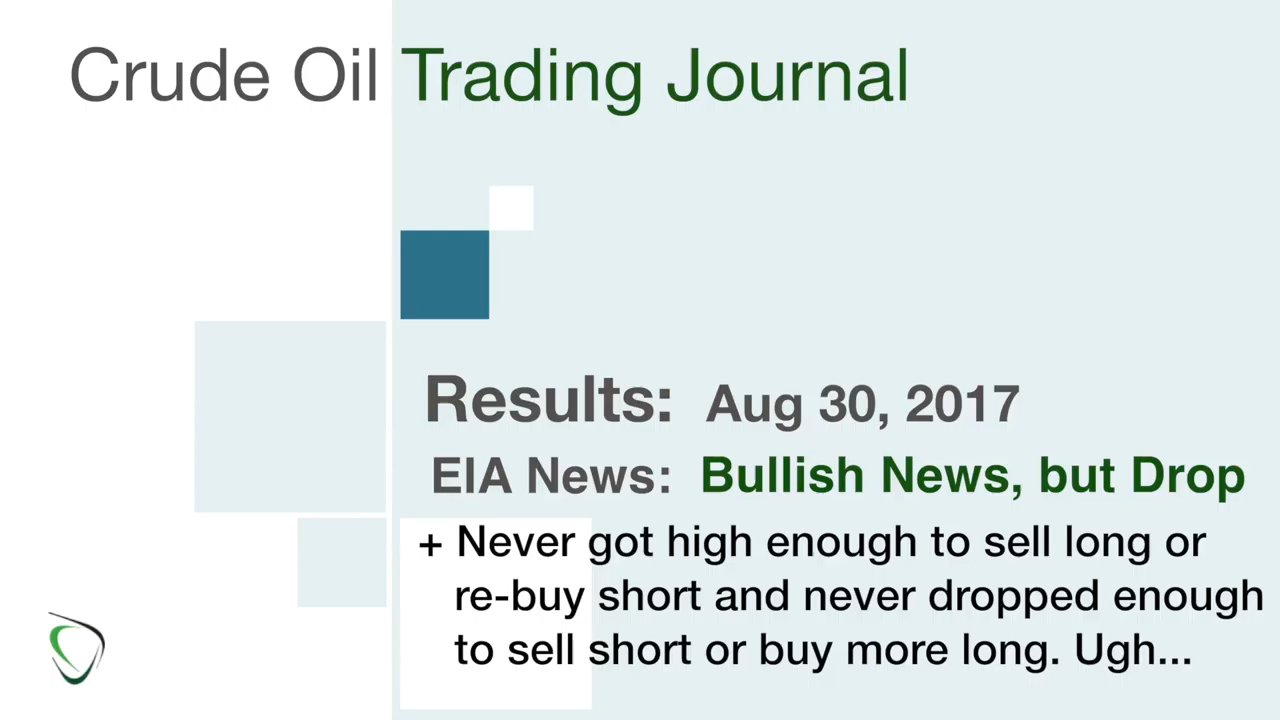 Crude Oil Trading Journal
Results: Aug 30, 2017
EIA News: Bullish News, but Drop
+ Never got high enough to sell long or
re-buy short and never dropped enough
to sell short or buy more long. Ugh...